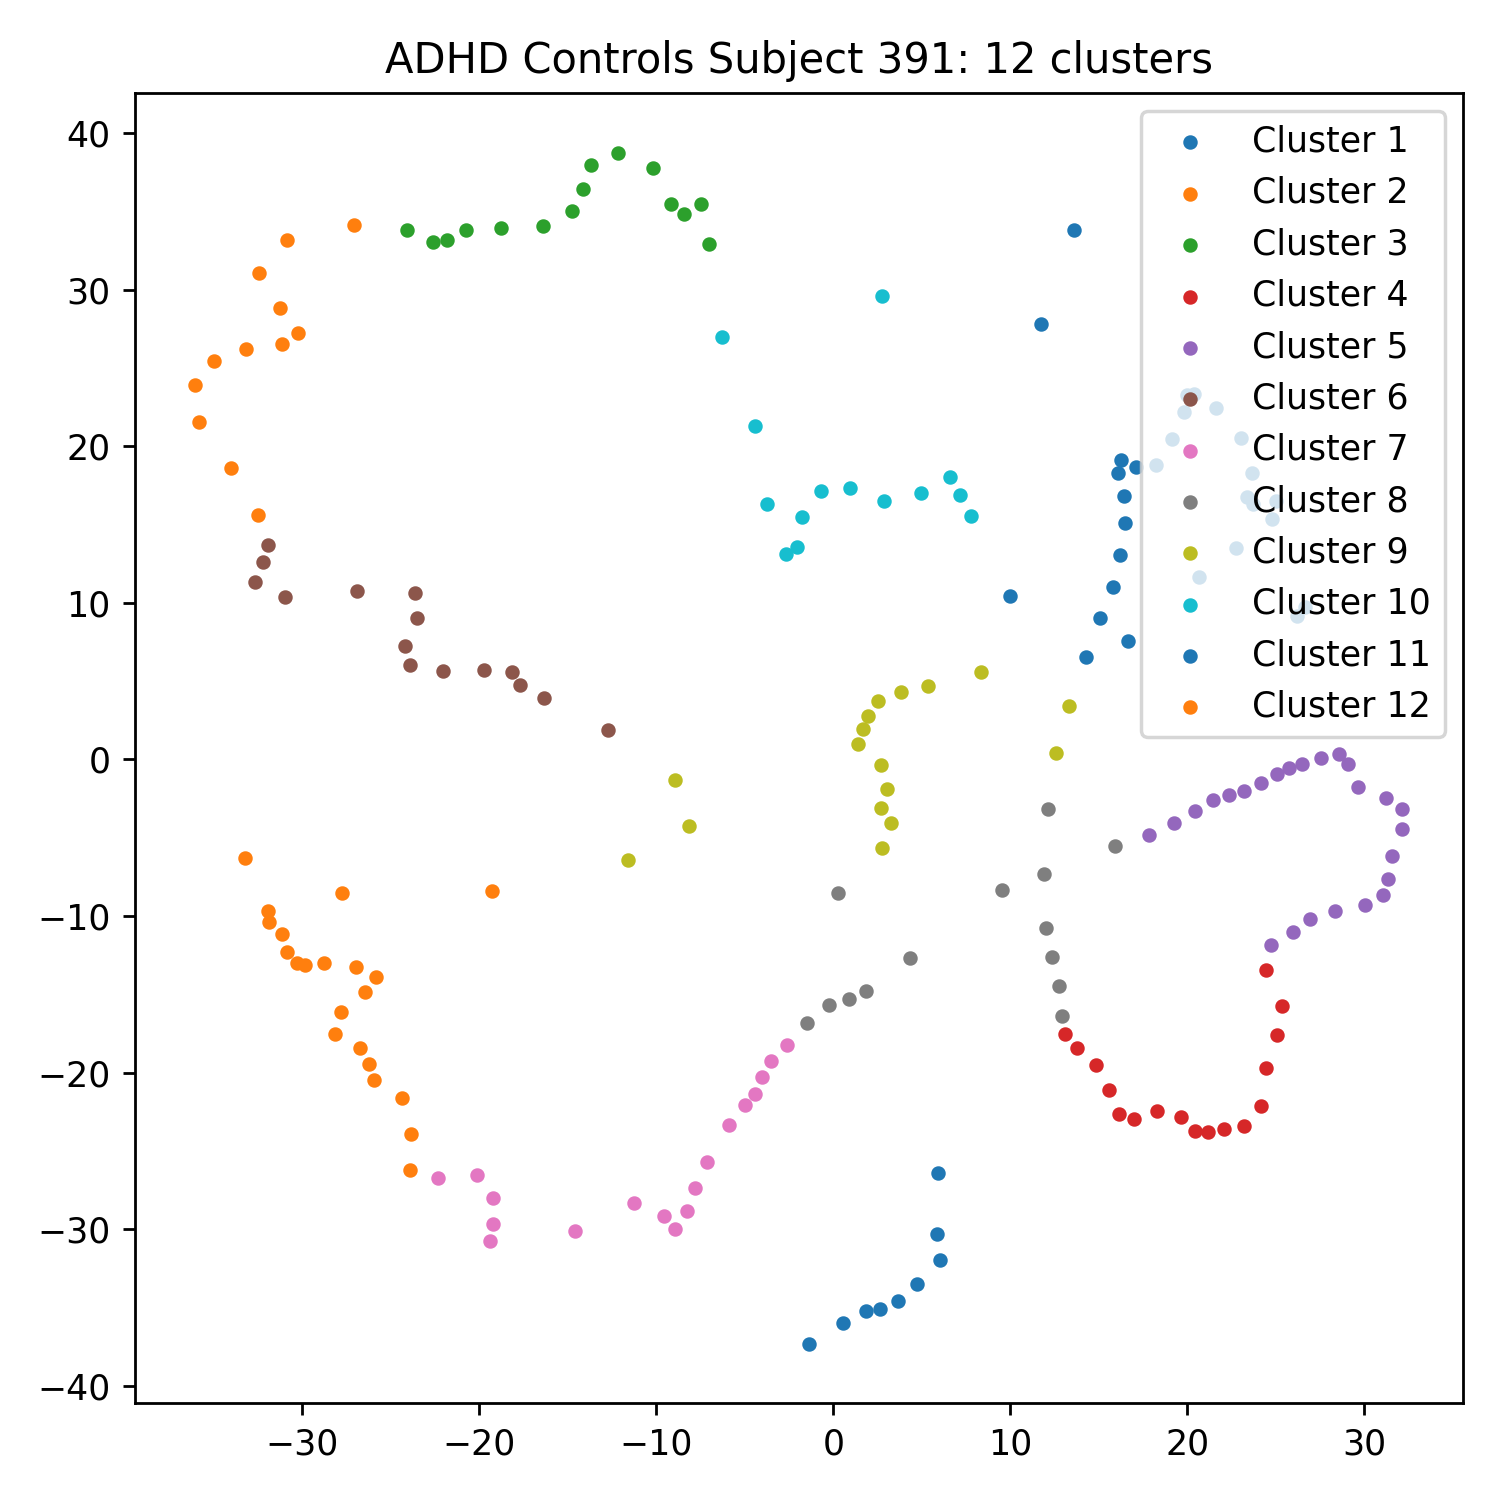 ADHD Controls Subject 391: 12 clusters
40
30
20
10
0
−10
−20
−30
−40
−30 −20 −10 0 10 20 30
Cluster 1
Cluster 2
Cluster 3
Cluster 4
Cluster 5
Cluster 6
Cluster 7
Cluster 8
Cluster 9
Cluster 10
Cluster 11
Cluster 12